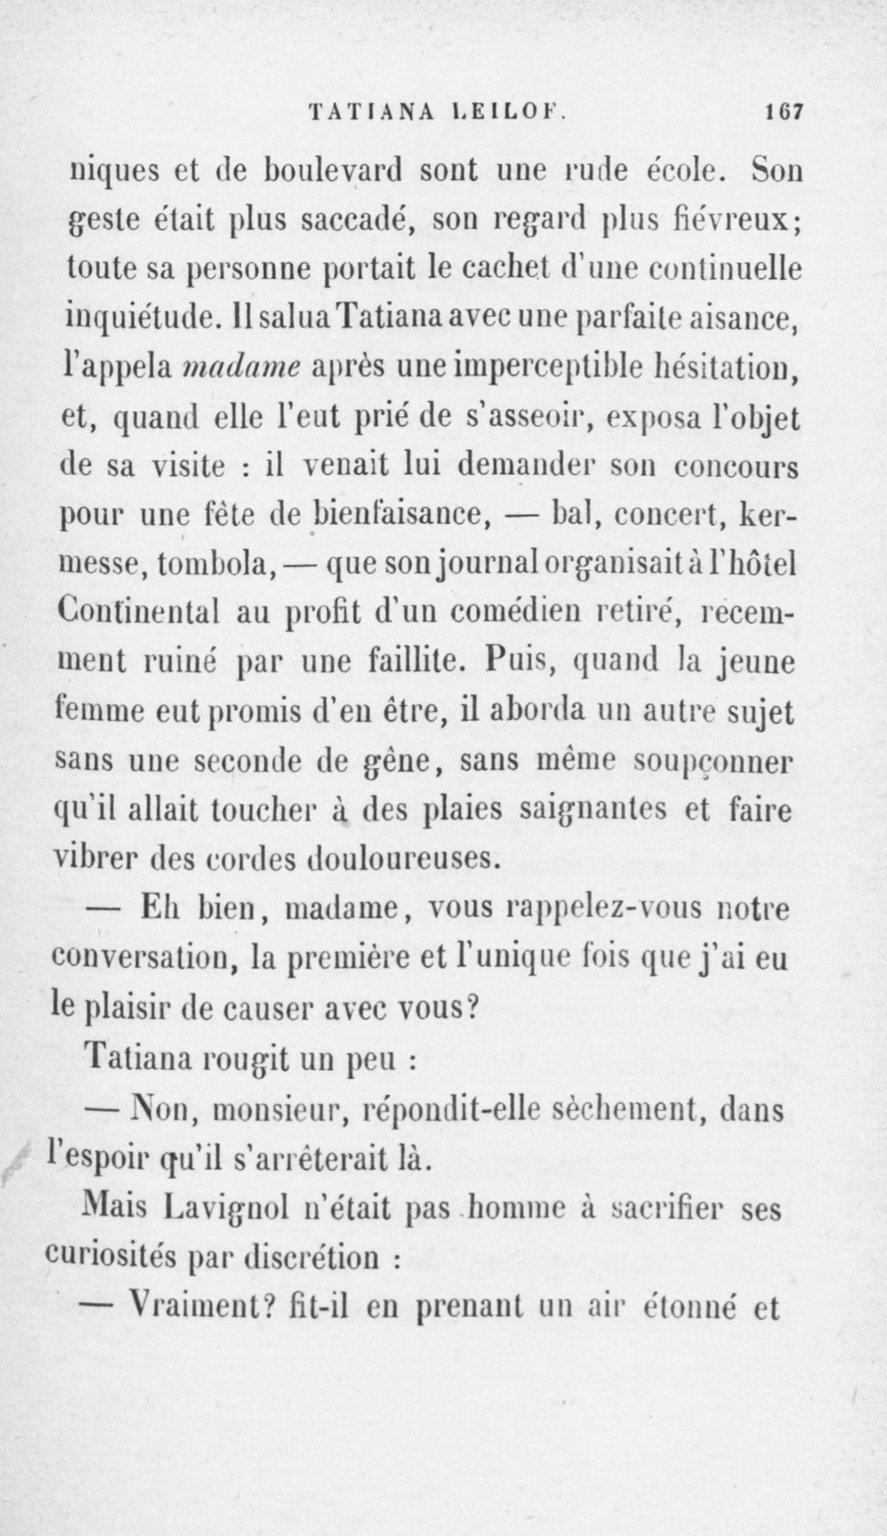 TATIANA LEILOF. 167
niques et de boulevard sont une rude école. Son
geste était plus saccadé, son regard plus fiévreux;
toute sa personne portait le cachet d'une continuelle
inquiétude. Il salua Tatiana avec une parfaite aisance,
l'appela madame après une imperceptible hésitation,
et, quand elle l'eut prié de s'asseoir, exposa l'objet
de sa visite : il venait lui demander son concours
pour une fête de bienfaisance, — bal, concert, ker-
messe, tombola, — que son journal organisait à l'hôtel
Continental au profit d'un comédien retiré, récem-
ment ruiné par une faillite. Puis, quand la jeune
femme eut promis d'en être, il aborda un autre sujet
sans une seconde de gêne, sans même soupçonner
qu'il allait toucher à des plaies saignantes et faire
vibrer des cordes douloureuses.
— Eh bien, madame, vous rappelez-vous notre
conversation, la première et l'unique fois que j'ai eu
le plaisir de causer avec vous?
Tatiana rougit un peu :
— Non, monsieur, répondit-elle sèchement, dans
l'espoir qu'il s'arrêterait là.
Mais Lavignol n'était pas homme à sacrifier ses
curiosités par discrétion :
— Vraiment? fit-il en prenant un air étonné et